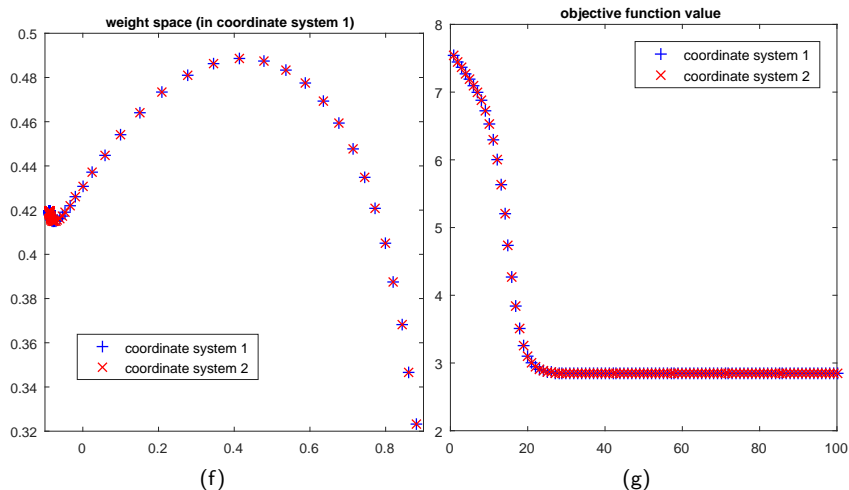 weight space (in coordinate system 1)
0.5
0.48
0.46
0.44
0.42
0.4
0.38
0.36
0.34
0.32
0 0.2 0.4 0.6 0.8
coordinate system 1
coordinate system 2
(f)
objective function value
8
7
6
5
4
3
2
0 20 40 60 80 100
coordinate system 1
coordinate system 2
(g)